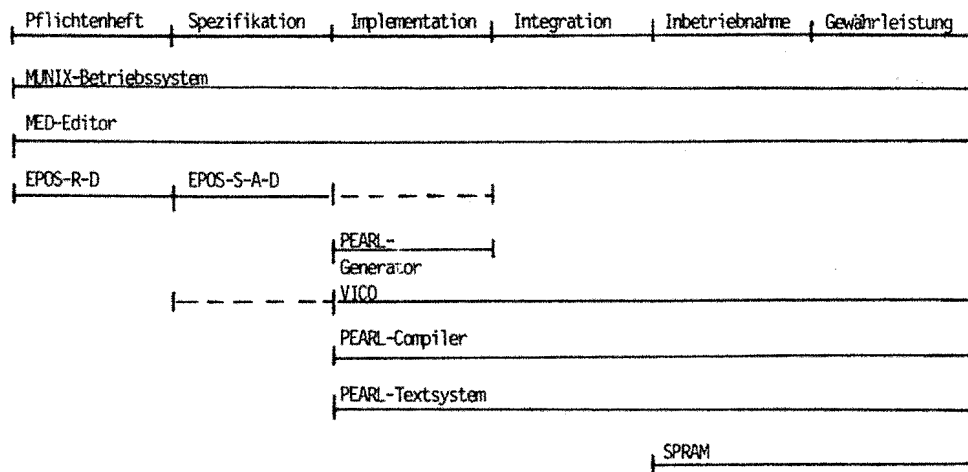 Pflichtenheft Spezifikation Implementation Integration Inbetriebnahme Gewährleistung
MUNIX-Betriebssystem
MED-Editor
EPOS-R-D EPOS-S-A-D
PEARL-
Generator
VICO
PEARL-Compiler
PEARL-Textsystem
SPRAM